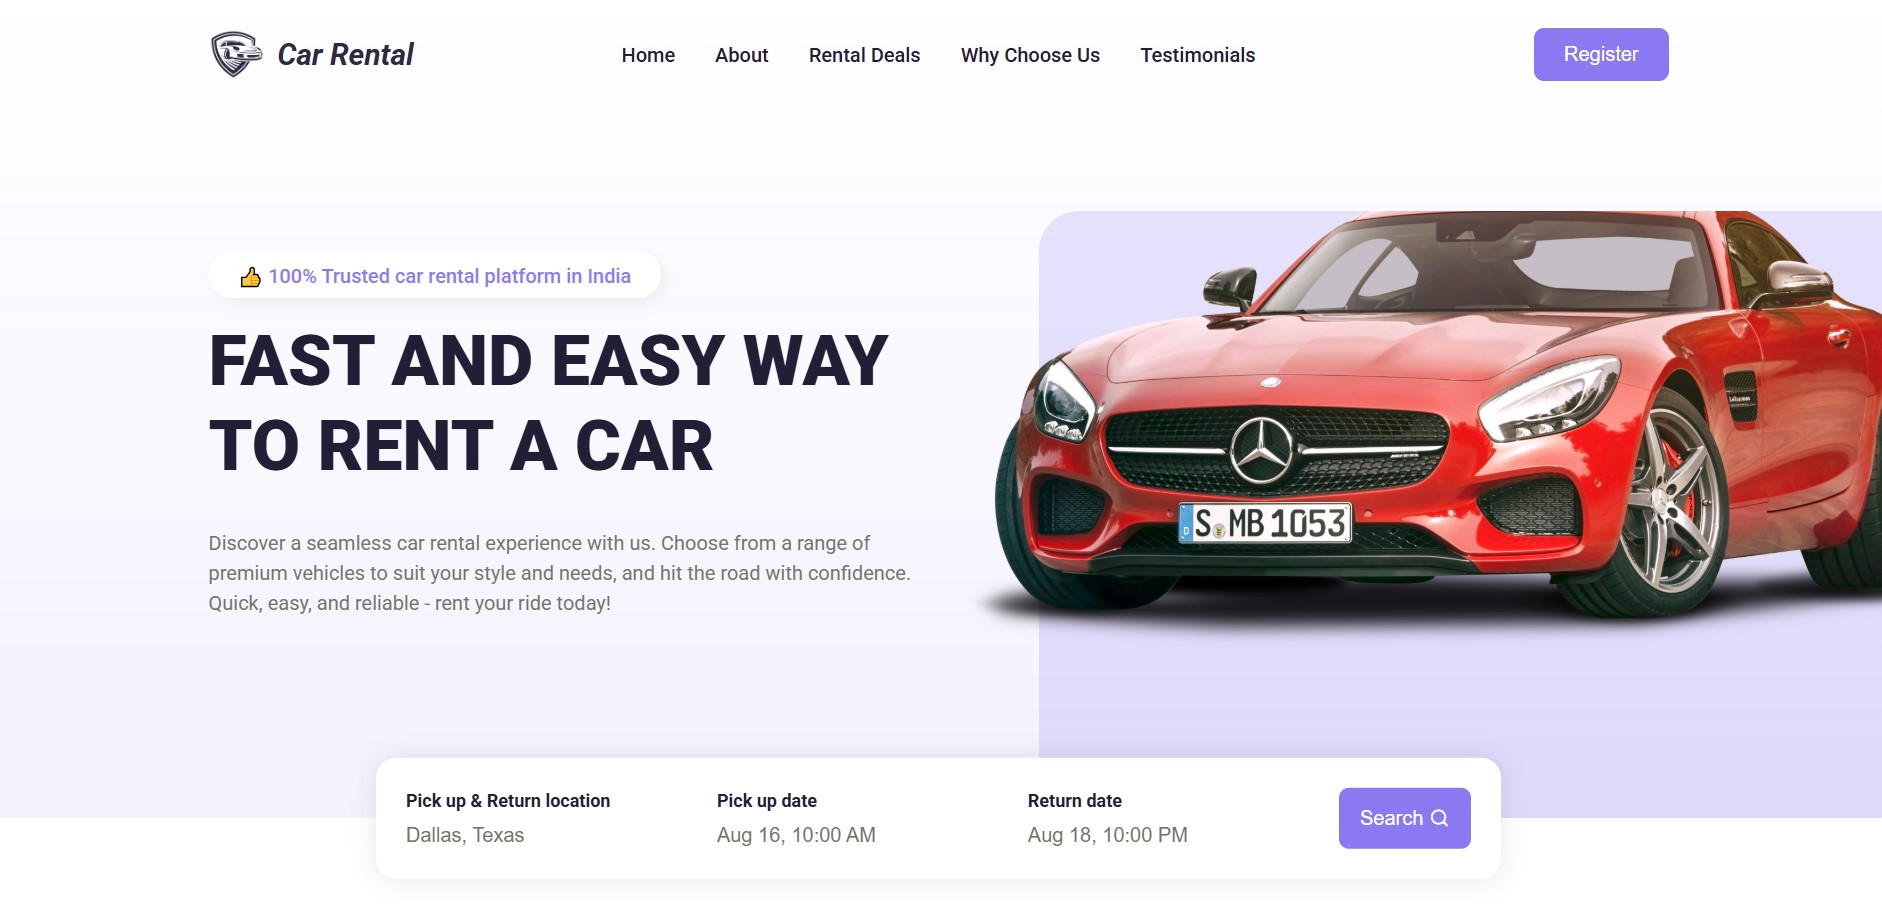 Car Rental
Home
About
Rental Deals
Why Choose Us
Testimonials
Register
100% Trusted car rental platform in India
FAST AND EASY WAY
TO RENT A CAR
Discover a seamless car rental experience with us. Choose from a range of
premium vehicles to suit your style and needs, and hit the road with confidence.
Quick, easy, and reliable - rent your ride today!
D
S MB 1053
Pick up & Return location
Dallas, Texas
Pick up date
Aug 16, 10:00 AM
Return date
Aug 18, 10:00 PM
Search